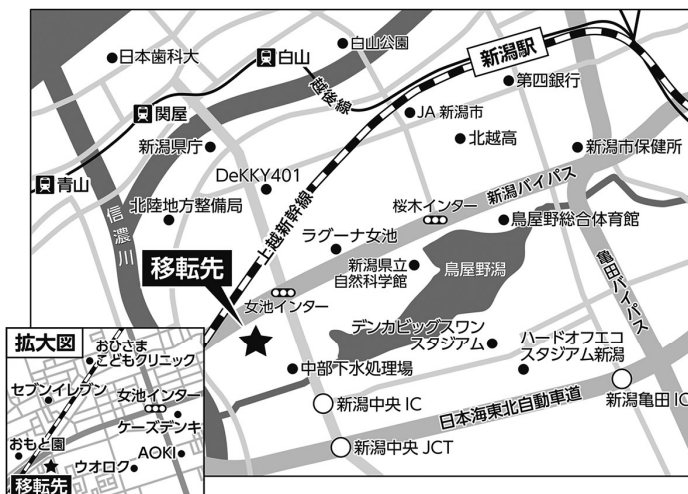 日本歯科大
白山
白山公園
新潟駅
越後線
第四銀行
関屋
JA 新潟市
新潟県庁
北越高
新潟市保健所
DeKKY401
青山
上越新幹線
新潟バイパス
信濃川
北陸地方整備局
桜木インター
鳥屋野総合体育館
ラグーナ女池
移転先
新潟県立
自然科学館
鳥屋野潟
亀田バイパス
女池インター
デンカビッグスワン
スタジアム
ハードオフエコ
スタジアム新潟
中部下水処理場
新潟中央 IC
日本海東北自動車道
新潟亀田 IC
新潟中央 JCT
拡大図
おひさま
こどもクリニック
セブンイレブン
女池インター
ケーズデンキ
おもと園
AOKI
ウオロク
移転先